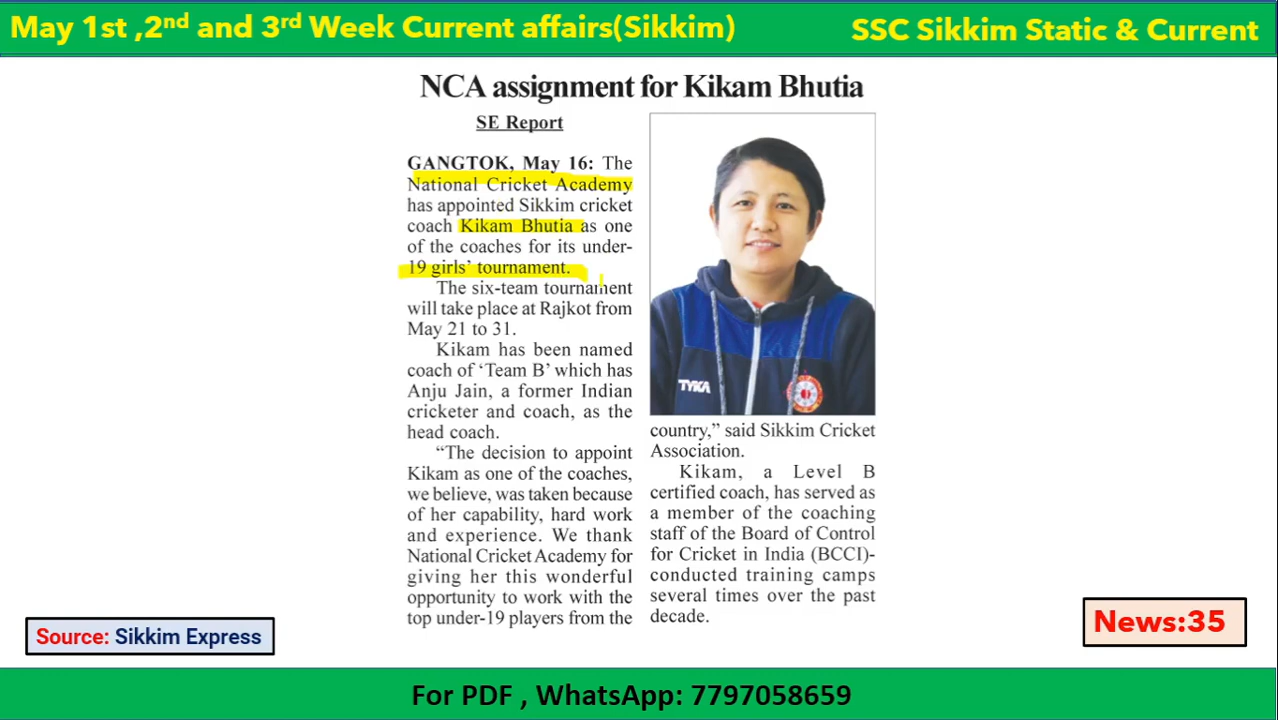 May 1st ,2nd and 3rd Week Current affairs(Sikkim)
SSC Sikkim Static & Current
NCA assignment for Kikam Bhutia
SE Report
GANGTOK, May 16: The
National Cricket Academy
has appointed Sikkim cricket
coach Kikam Bhutia as one
of the coaches for its under-
19 girls' tournament.
The six-team tournament
will take place at Rajkot from
May 21 to 31.
Kikam has been named
coach of 'Team B' which has
Anju Jain, a former Indian
cricketer and coach, as the
head coach.
"The decision to appoint
Kikam as one of the coaches,
we believe, was taken because
of her capability, hard work
and experience. We thank
National Cricket Academy for
giving her this wonderful
opportunity to work with the
top under-19 players from the
TYKA
country," said Sikkim Cricket
Association.
Kikam, a Level B
certified coach, has served as
a member of the coaching
staff of the Board of Control
for Cricket in India (BCCI)-
conducted training camps
several times over the past
decade.
Source: Sikkim Express
News:35
For PDF , WhatsApp: 7797058659